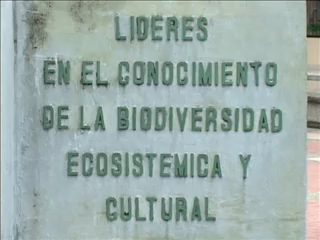 LIDERES
EN EL CONOCIMIENTO
DE LA BIODIVERSIDAD
ECOSISTEMICA Y
CULTURAL